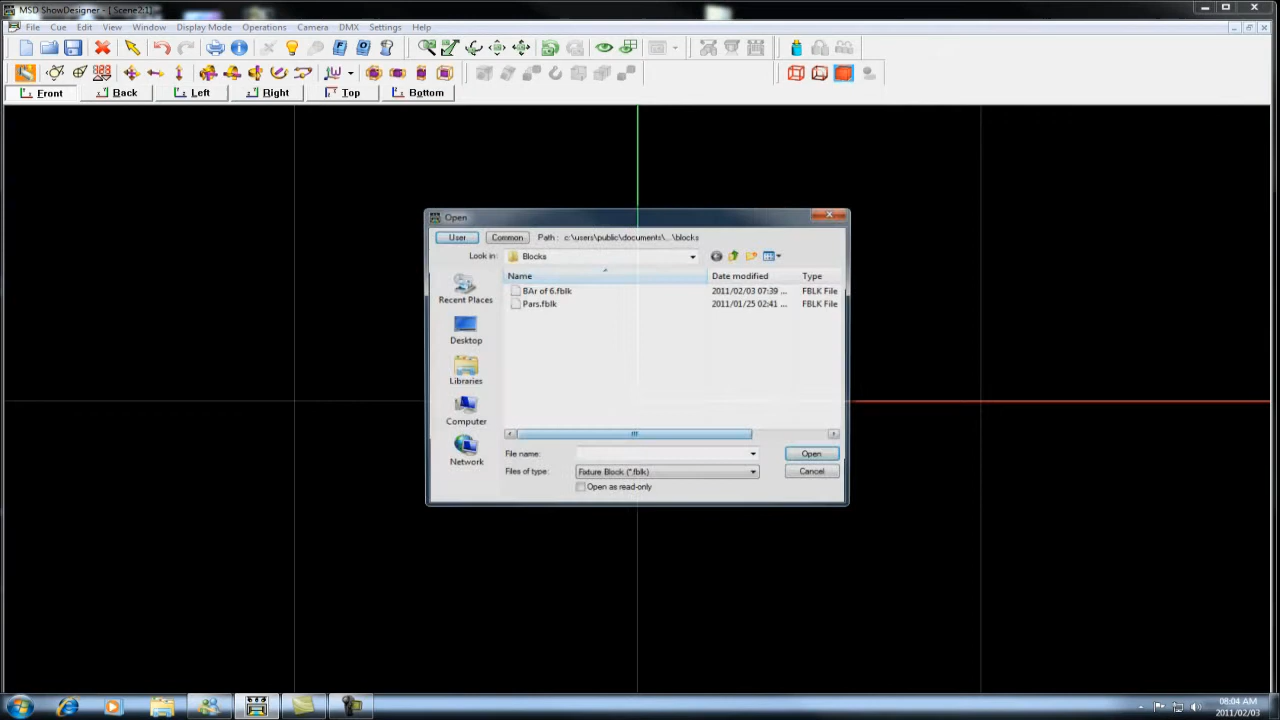 MSD ShowDesigner - [ Scene2:1]
File Cue Edit View Window Display Mode Operations Camera DMX Settings Help
Front Back Left Right Top Bottom
Open
User Common Path : c:\users\public\documents\...\blocks
Look in: Blocks
Name Date modified Type
BAr of 6.fblk 2011/02/03 07:39 ... FBLK File
Pars.fblk 2011/01/25 02:41 ... FBLK File
Recent Places
Desktop
Libraries
Computer
Network
File name: Open
Files of type: Fixture Block (*.fblk) Cancel
Open as read-only
08:04 AM
2011/02/03